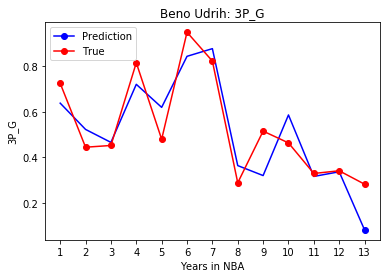 Beno Udrih: 3P_G
Prediction
True
3P_G
0.8
0.6
0.4
0.2
1 2 3 4 5 6 7 8 9 10 11 12 13
Years in NBA